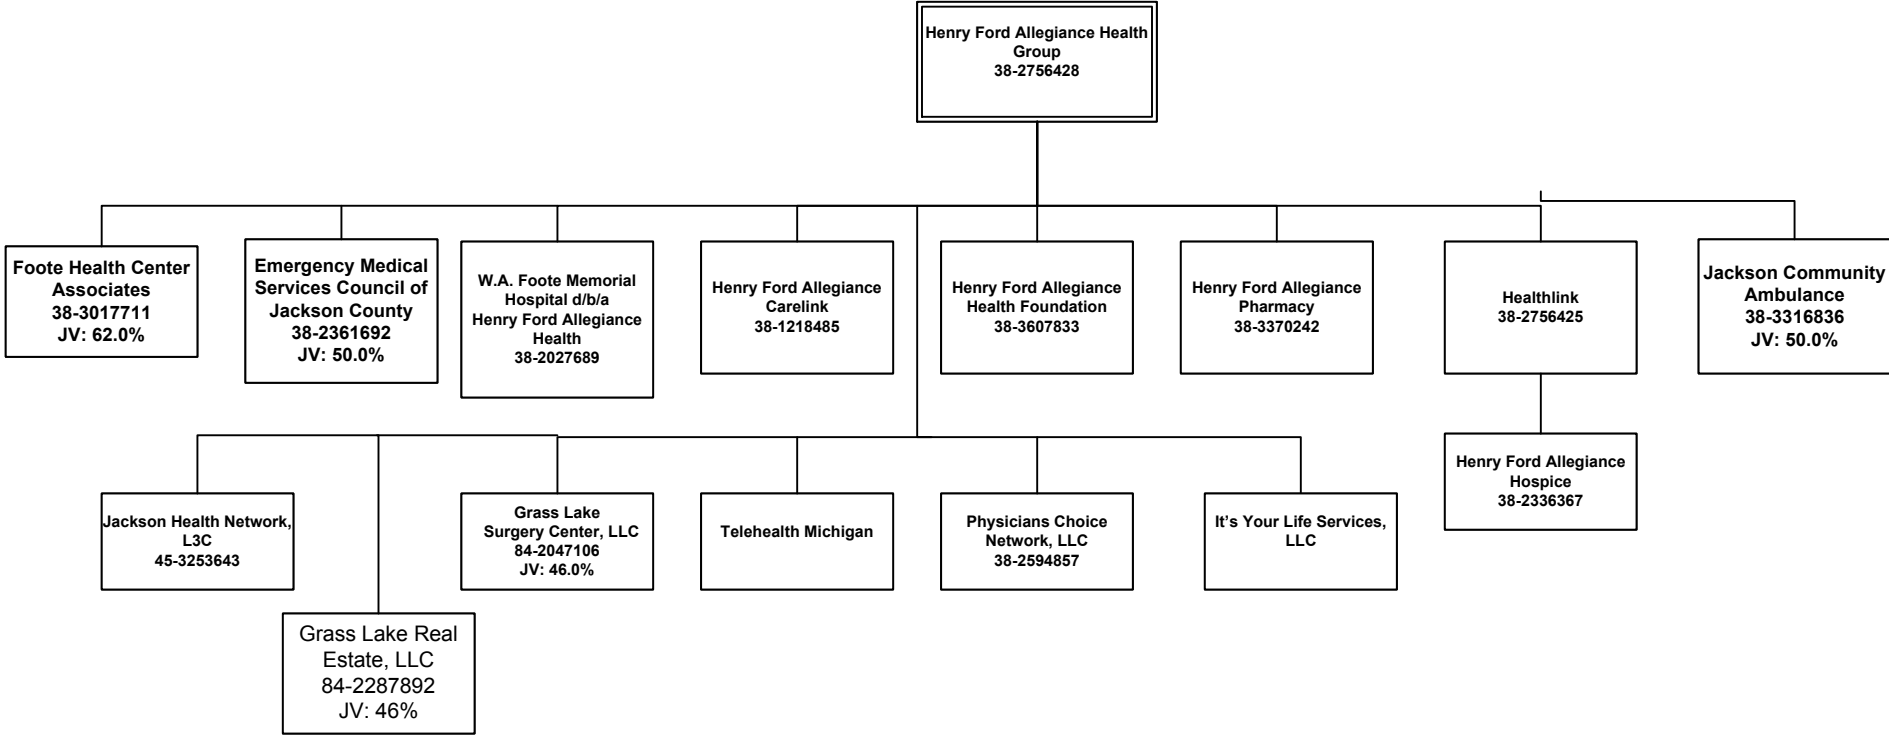 Henry Ford Allegiance Health
Group
38-2756428
Foote Health Center
Associates
38-3017711
JV: 62.0%
Emergency Medical
Services Council of
Jackson County
38-2361692
JV: 50.0%
W.A. Foote Memorial
Hospital d/b/a
Henry Ford Allegiance
Health
38-2027689
Henry Ford Allegiance
Carelink
38-1218485
Henry Ford Allegiance
Health Foundation
38-3607833
Henry Ford Allegiance
Pharmacy
38-3370242
Healthlink
38-2756425
Jackson Community
Ambulance
38-3316836
JV: 50.0%
Jackson Health Network,
L3C
45-3253643
Grass Lake
Surgery Center, LLC
84-2047106
JV: 46.0%
Telehealth Michigan
Physicians Choice
Network, LLC
38-2594857
It's Your Life Services,
LLC
Henry Ford Allegiance
Hospice
38-2336367
Grass Lake Real
Estate, LLC
84-2287892
JV: 46%